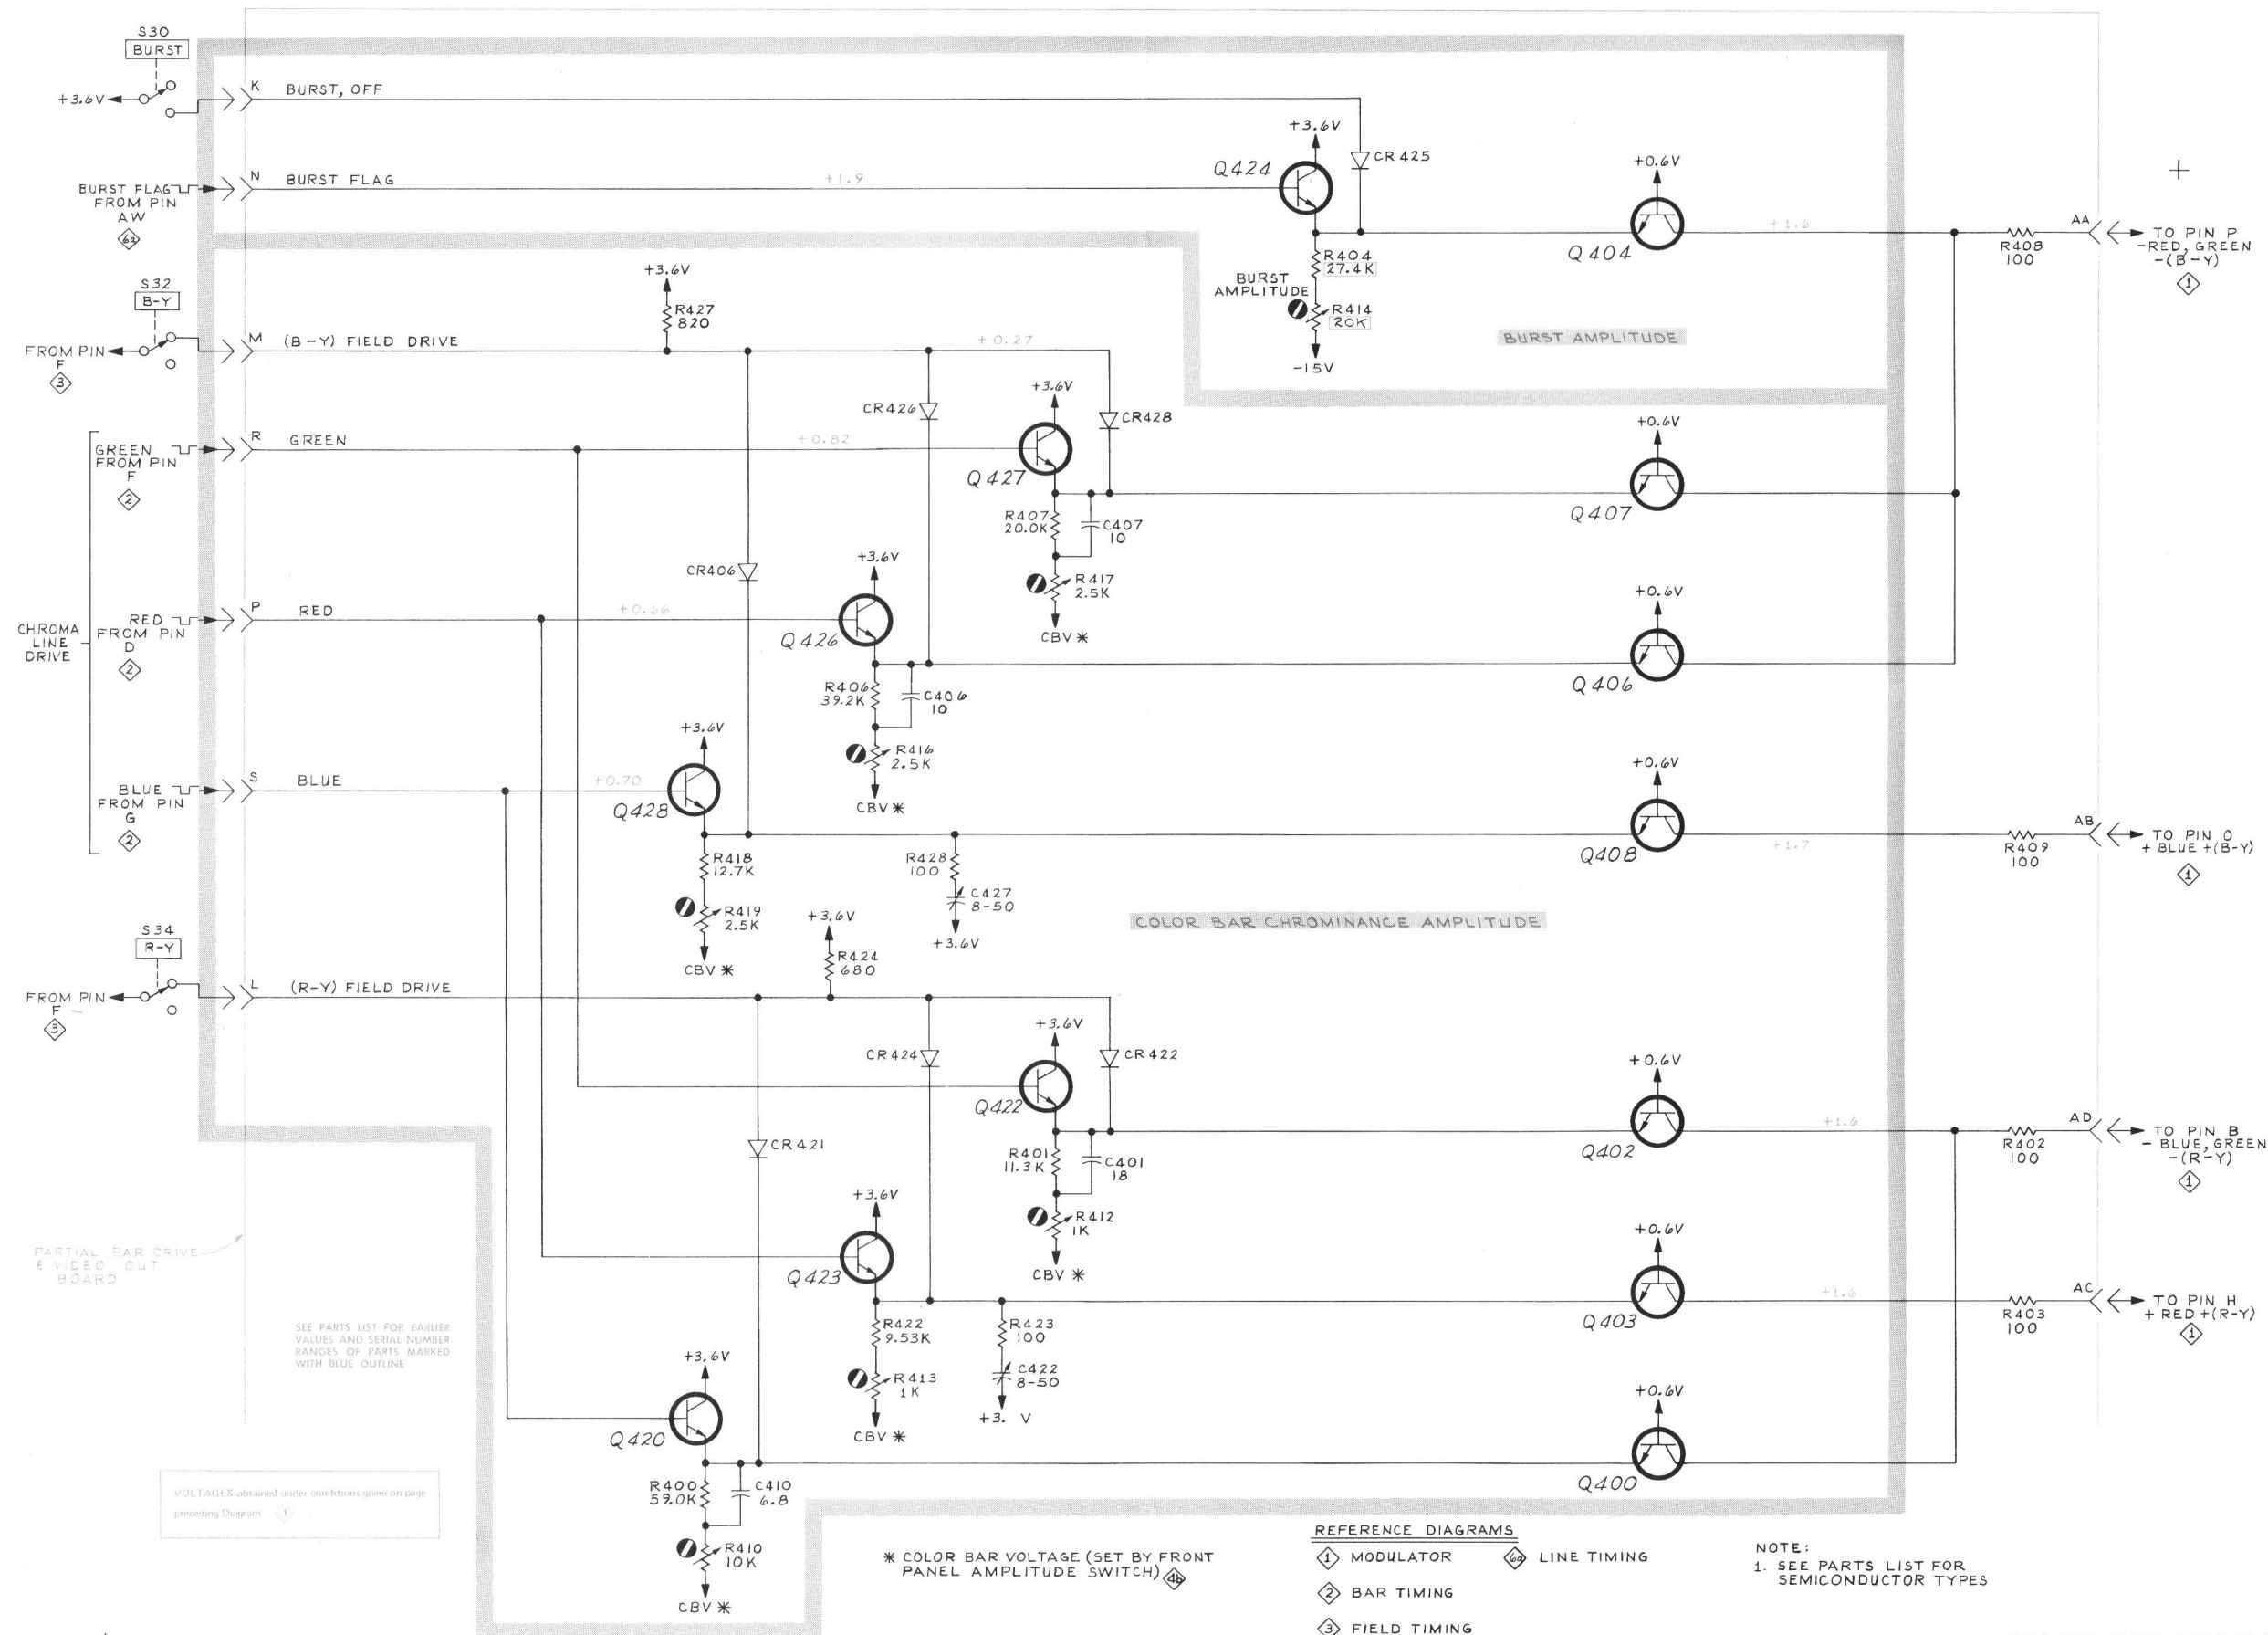 S30
BURST
+3.6V
K
BURST, OFF
BURST FLAG
FROM PIN
AW
6a
N
BURST FLAG
+1.9
+3.6V
Q424
CR425
R404
27.4K
BURST
AMPLITUDE
R414
20K
-15V
+0.6V
Q404
+1.6
R408
100
AA
TO PIN P
-RED, GREEN
-(B-Y)
1
BURST AMPLITUDE
S32
B-Y
FROM PIN
F
3
M
(B-Y) FIELD DRIVE
+3.6V
R427
820
+0.27
CR426
+3.6V
CR428
CHROMA
LINE
DRIVE
GREEN
FROM PIN
F
2
R
GREEN
+0.82
Q427
R407
20.0K
C407
10
R417
2.5K
CBV *
+0.6V
Q407
CR406
RED
FROM PIN
D
2
P
RED
+0.66
+3.6V
Q426
R406
39.2K
C406
10
R416
2.5K
CBV *
+0.6V
Q406
BLUE
FROM PIN
G
2
S
BLUE
+0.70
+3.6V
Q428
R418
12.7K
R419
2.5K
CBV *
R428
100
C427
8-50
+3.6V
+0.6V
Q408
+1.7
R409
100
AB
TO PIN O
+ BLUE +(B-Y)
1
COLOR BAR CHROMINANCE AMPLITUDE
S34
R-Y
FROM PIN
F
3
L
(R-Y) FIELD DRIVE
+3.6V
R424
680
CR421
CR424
+3.6V
CR422
Q422
R401
11.3K
C401
18
R412
1K
CBV *
+0.6V
Q402
+1.6
R402
100
AD
TO PIN B
- BLUE, GREEN
-(R-Y)
1
+3.6V
Q423
R422
9.53K
R413
1K
CBV *
R423
100
C422
8-50
+3. V
+0.6V
Q403
+1.6
R403
100
AC
TO PIN H
+ RED +(R-Y)
1
+3.6V
Q420
R400
59.0K
C410
6.8
R410
10K
CBV *
+0.6V
Q400
PARTIAL BAR DRIVE
& VIDEO OUT
BOARD
SEE PARTS LIST FOR EARLIER
VALUES AND SERIAL NUMBER
RANGES OF PARTS MARKED
WITH BLUE OUTLINE
VOLTAGES obtained under conditions given on page
preceding Diagram 1
* COLOR BAR VOLTAGE (SET BY FRONT
PANEL AMPLITUDE SWITCH) 4b
REFERENCE DIAGRAMS
1 MODULATOR
6a LINE TIMING
2 BAR TIMING
3 FIELD TIMING
NOTE:
1. SEE PARTS LIST FOR
SEMICONDUCTOR TYPES